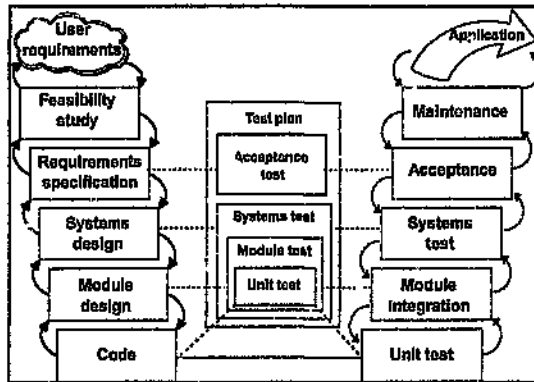 User
requirements
Application
Feasibility
study
Maintenance
Test plan
Requirements
specification
Acceptance
test
Acceptance
Systems
design
Systems test
Systems
test
Module test
Module
design
Unit test
Module
integration
Code
Unit test